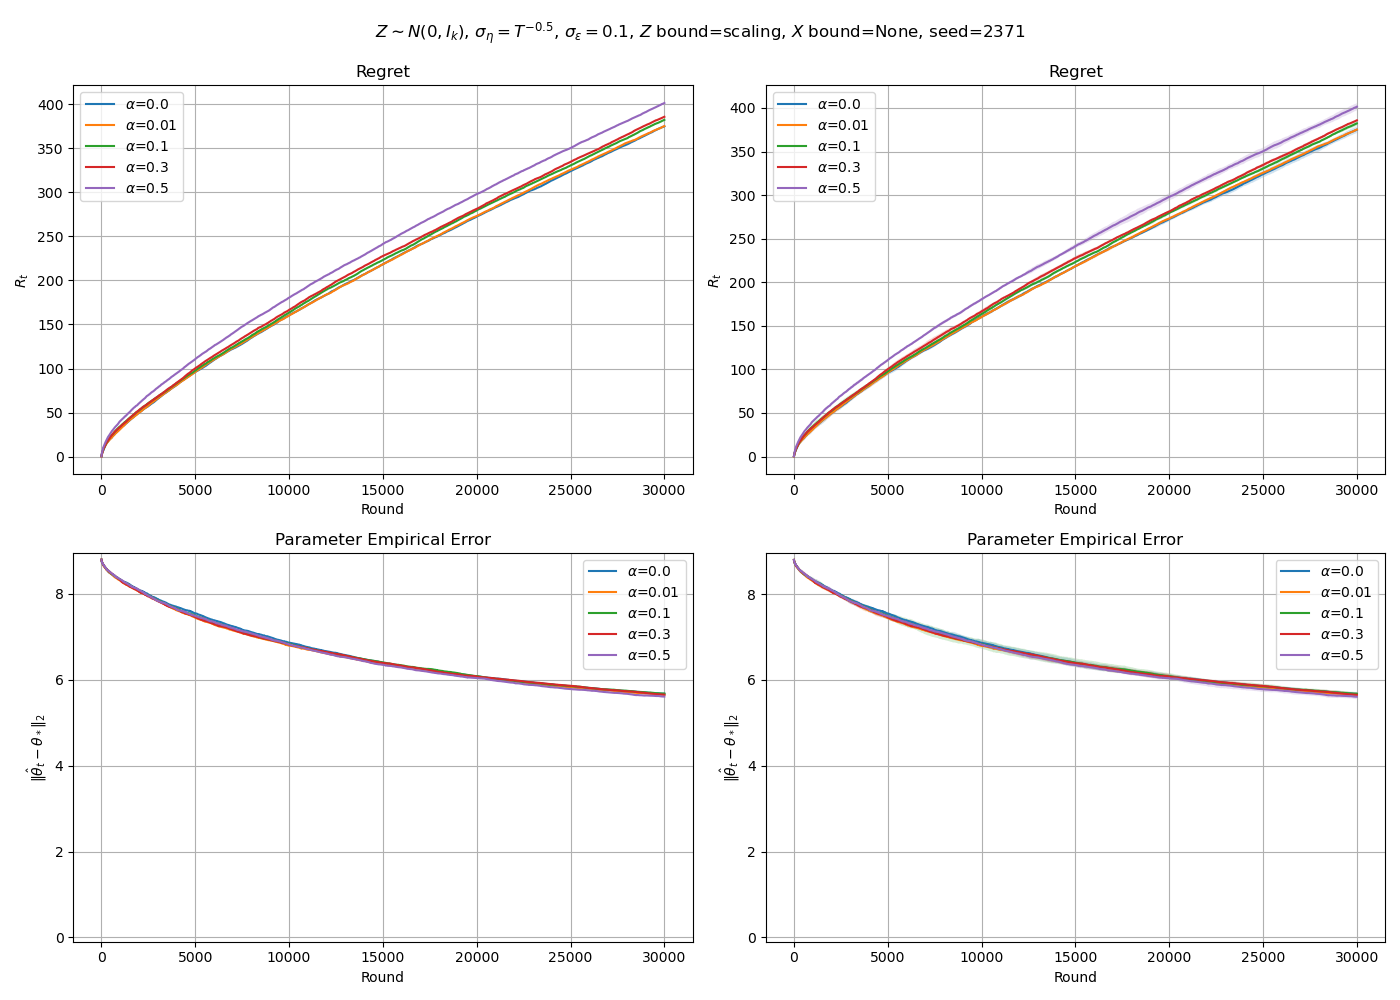 Z ∼ N(0, I_k), σ_η = T^{−0.5}, σ_ε = 0.1, Z bound=scaling, X bound=None, seed=2371
Regret
R_t
400
350
300
250
200
150
100
50
0
α=0.0
α=0.01
α=0.1
α=0.3
α=0.5
0 5000 10000 15000 20000 25000 30000
Round
Regret
R_t
400
350
300
250
200
150
100
50
0
α=0.0
α=0.01
α=0.1
α=0.3
α=0.5
0 5000 10000 15000 20000 25000 30000
Round
Parameter Empirical Error
‖θ̂_t − θ_*‖_2
8
6
4
2
0
α=0.0
α=0.01
α=0.1
α=0.3
α=0.5
0 5000 10000 15000 20000 25000 30000
Round
Parameter Empirical Error
‖θ̂_t − θ_*‖_2
8
6
4
2
0
α=0.0
α=0.01
α=0.1
α=0.3
α=0.5
0 5000 10000 15000 20000 25000 30000
Round